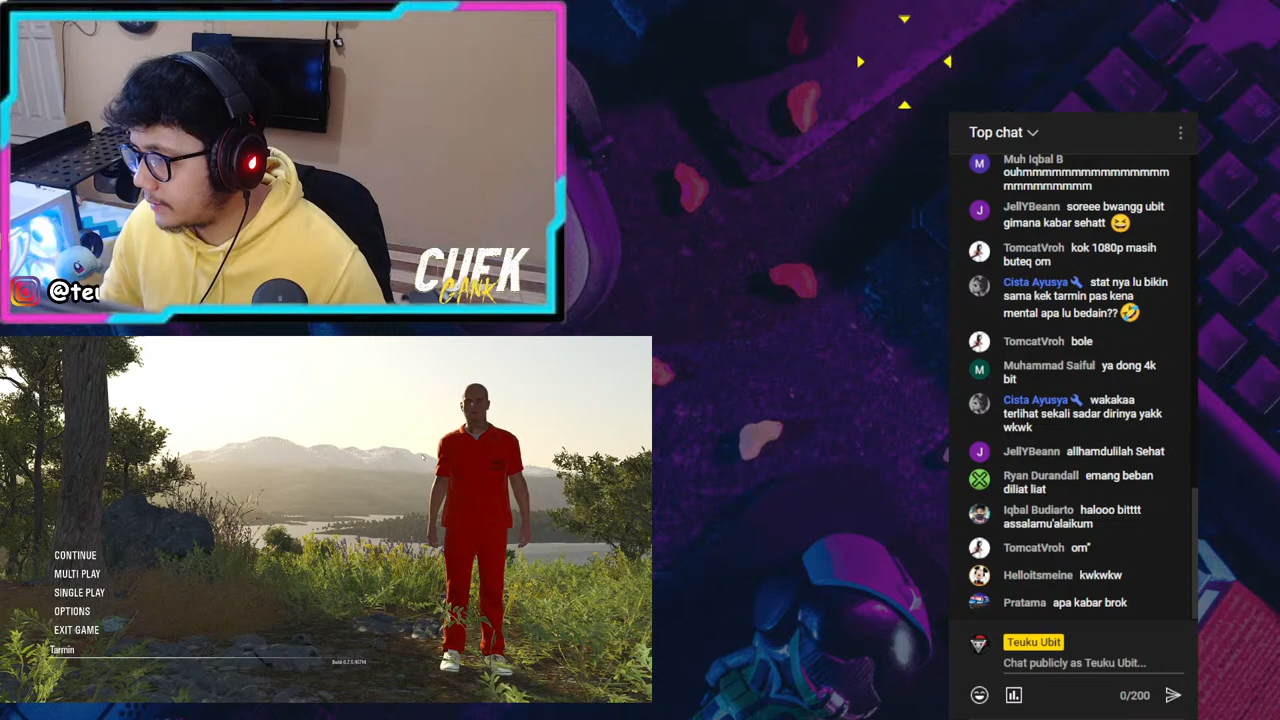 CUEK
GANK
@teu
CONTINUE
MULTI PLAY
SINGLE PLAY
OPTIONS
EXIT GAME
Tarmin
Top chat
Muh Iqbal B
ouhmmmmmmmmmmmmmmm
mmmmmmmmmm
JellYBeann soreee bwangg ubit
gimana kabar sehatt 😆
TomcatVroh kok 1080p masih
buteq om
Cista Ayusya stat nya lu bikin
sama kek tarmin pas kena
mental apa lu bedain?? 🤣
TomcatVroh bole
Muhammad Saiful ya dong 4k
bit
Cista Ayusya wakakaa
terlihat sekali sadar dirinya yakk
wkwk
JellYBeann allhamdulilah Sehat
Ryan Durandall emang beban
diliat liat
Iqbal Budiarto halooo bitttt
assalamu'alaikum
TomcatVroh om"
Helloitsmeine kwkwkw
Pratama apa kabar brok
Teuku Ubit
Chat publicly as Teuku Ubit...
0/200